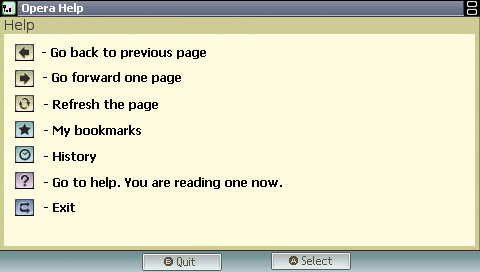 Opera Help
Help
- Go back to previous page
- Go forward one page
- Refresh the page
- My bookmarks
- History
? - Go to help. You are reading one now.
- Exit
B Quit
A Select